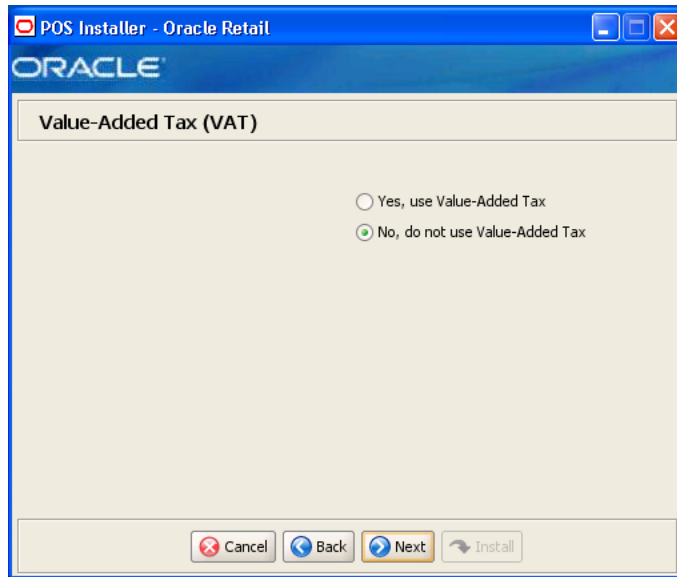 POS Installer - Oracle Retail
ORACLE
Value-Added Tax (VAT)
Yes, use Value-Added Tax
No, do not use Value-Added Tax
Cancel Back Next Install